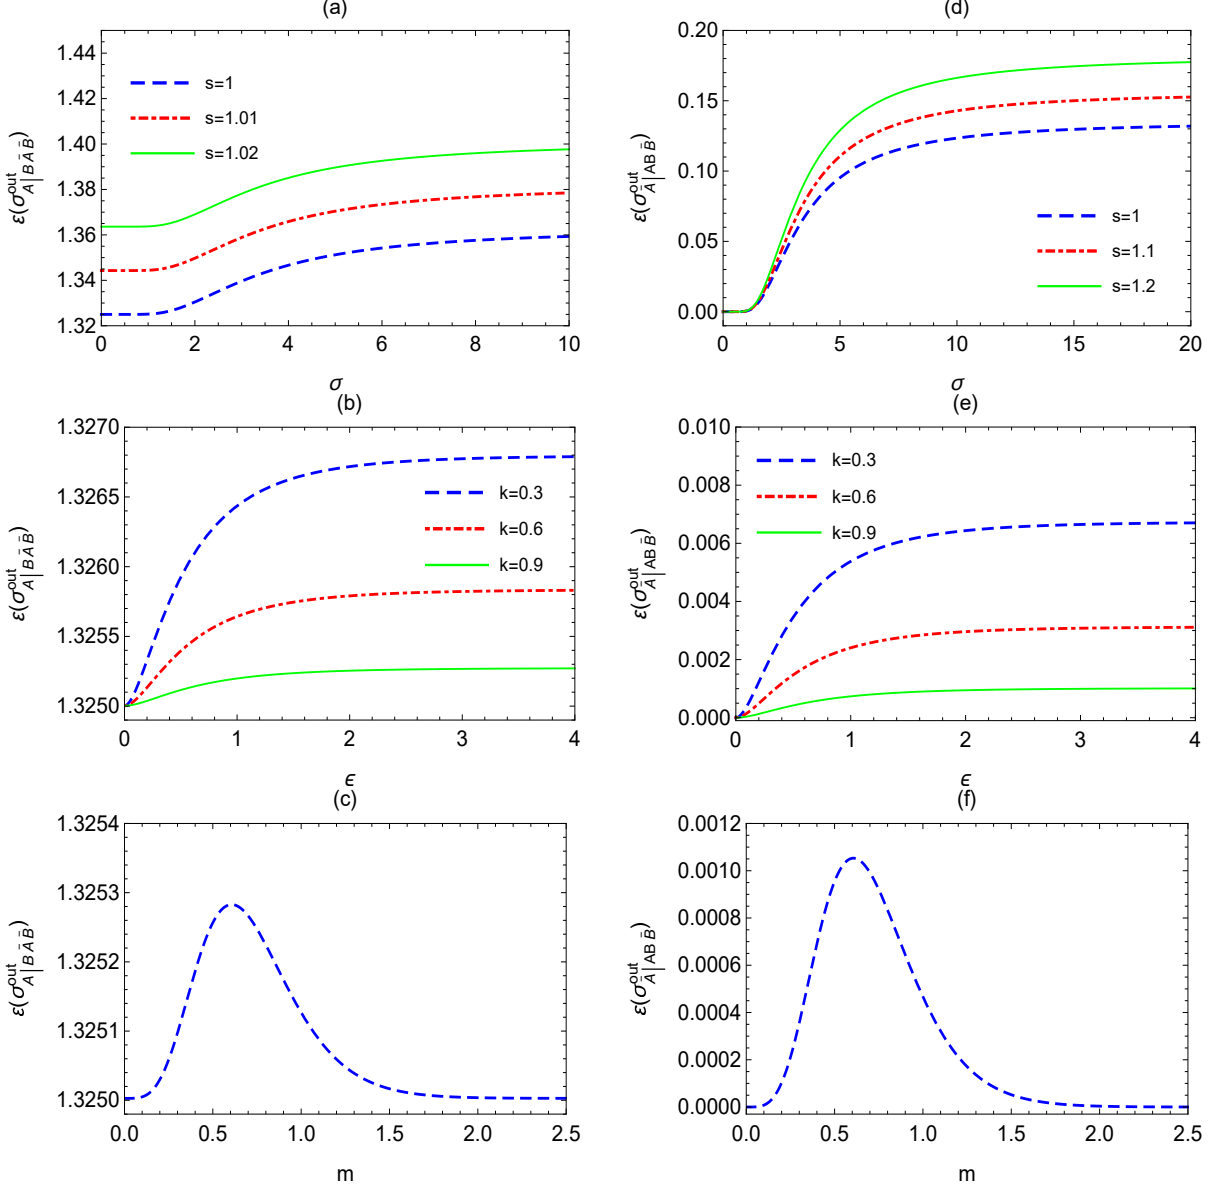 (a)
ε(σ^out_A|BĀB̄)
1.44
1.42
1.40
1.38
1.36
1.34
1.32
s=1
s=1.01
s=1.02
0 2 4 6 8 10
σ
(d)
ε(σ^out_Ā|ABB̄)
0.20
0.15
0.10
0.05
0.00
s=1
s=1.1
s=1.2
0 5 10 15 20
σ
(b)
ε(σ^out_A|BĀB̄)
1.3270
1.3265
1.3260
1.3255
1.3250
k=0.3
k=0.6
k=0.9
0 1 2 3 4
ϵ
(e)
ε(σ^out_Ā|ABB̄)
0.010
0.008
0.006
0.004
0.002
0.000
k=0.3
k=0.6
k=0.9
0 1 2 3 4
ϵ
(c)
ε(σ^out_A|BĀB̄)
1.3254
1.3253
1.3252
1.3251
1.3250
0.0 0.5 1.0 1.5 2.0 2.5
m
(f)
ε(σ^out_Ā|ABB̄)
0.0012
0.0010
0.0008
0.0006
0.0004
0.0002
0.0000
0.0 0.5 1.0 1.5 2.0 2.5
m